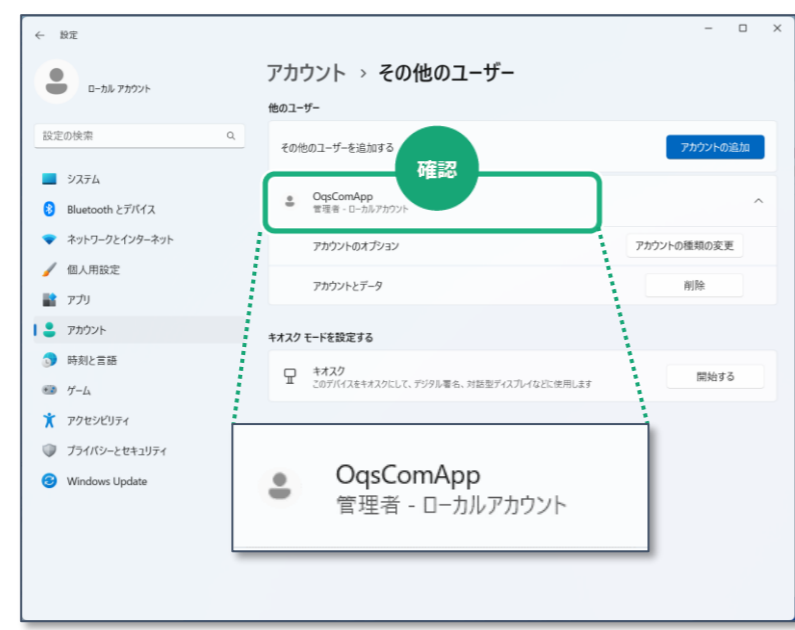 設定
ローカル アカウント
設定の検索
システム
Bluetooth とデバイス
ネットワークとインターネット
個人用設定
アプリ
アカウント
時刻と言語
ゲーム
アクセシビリティ
プライバシーとセキュリティ
Windows Update
アカウント › その他のユーザー
他のユーザー
その他のユーザーを追加する
アカウントの追加
確認
OqsComApp
管理者 - ローカルアカウント
アカウントのオプション
アカウントの種類の変更
アカウントとデータ
削除
キオスク モードを設定する
キオスク
このデバイスをキオスクにして、デジタル署名、対話型ディスプレイなどに使用します
開始する
OqsComApp
管理者 - ローカルアカウント